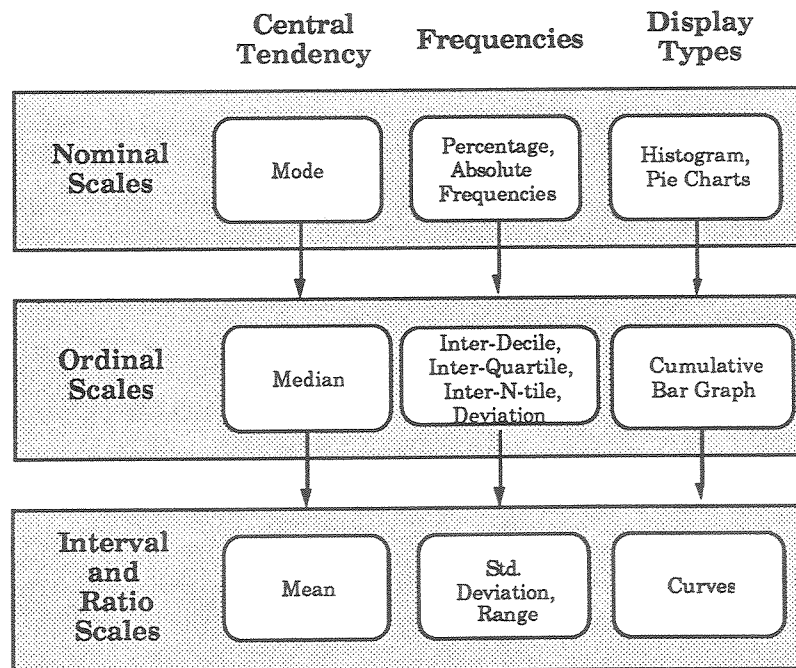 Central
Tendency
Frequencies
Display
Types
Nominal
Scales
Mode
Percentage,
Absolute
Frequencies
Histogram,
Pie Charts
Ordinal
Scales
Median
Inter-Decile,
Inter-Quartile,
Inter-N-tile,
Deviation
Cumulative
Bar Graph
Interval
and
Ratio
Scales
Mean
Std.
Deviation,
Range
Curves